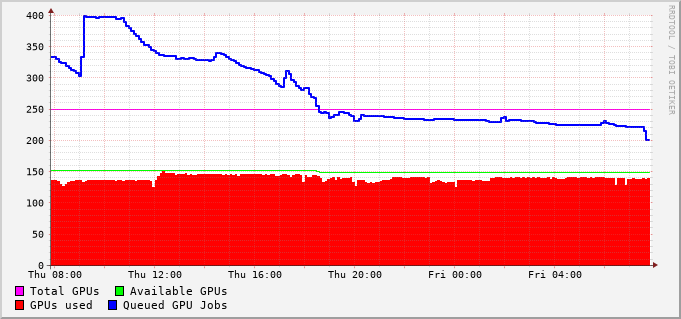 RRDTOOL / TOBI OETIKER
400
350
300
250
200
150
100
50
0
Thu 08:00 Thu 12:00 Thu 16:00 Thu 20:00 Fri 00:00 Fri 04:00
Total GPUs Available GPUs
GPUs used Queued GPU Jobs